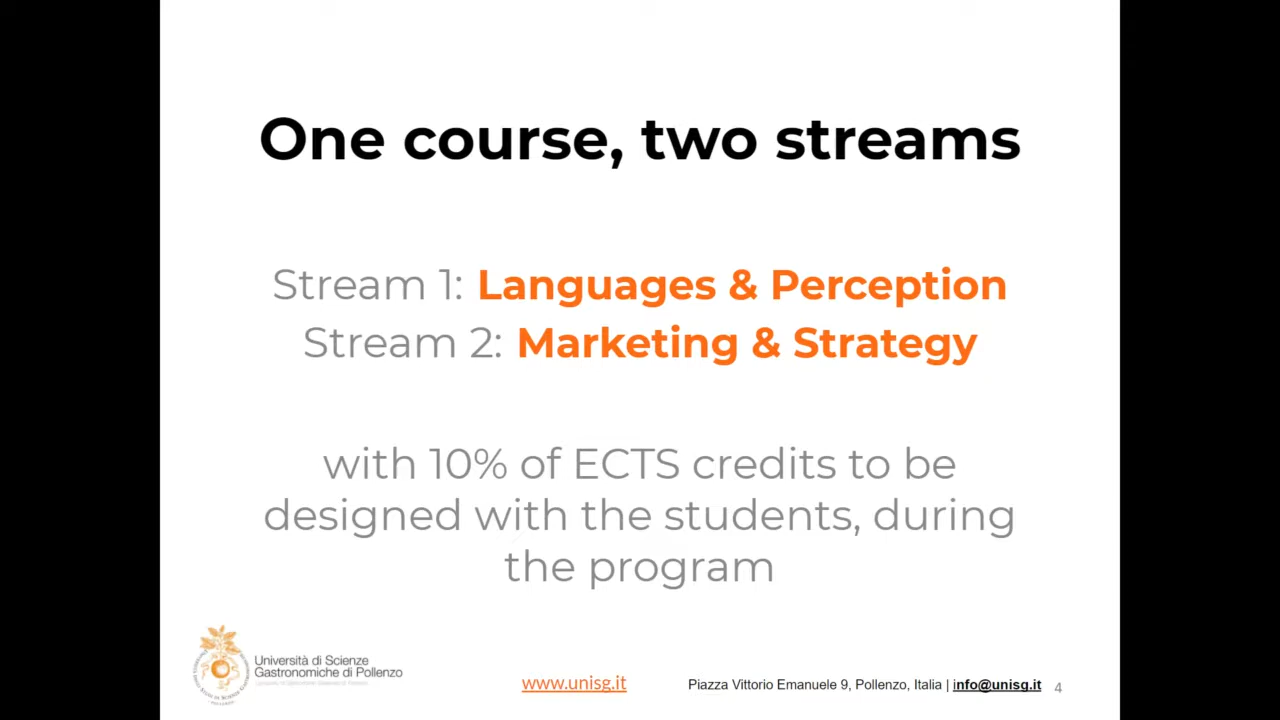 One course, two streams
Stream 1: Languages & Perception
Stream 2: Marketing & Strategy
with 10% of ECTS credits to be
designed with the students, during
the program
Università di Scienze
Gastronomiche di Pollenzo
www.unisg.it
Piazza Vittorio Emanuele 9, Pollenzo, Italia | info@unisg.it
4